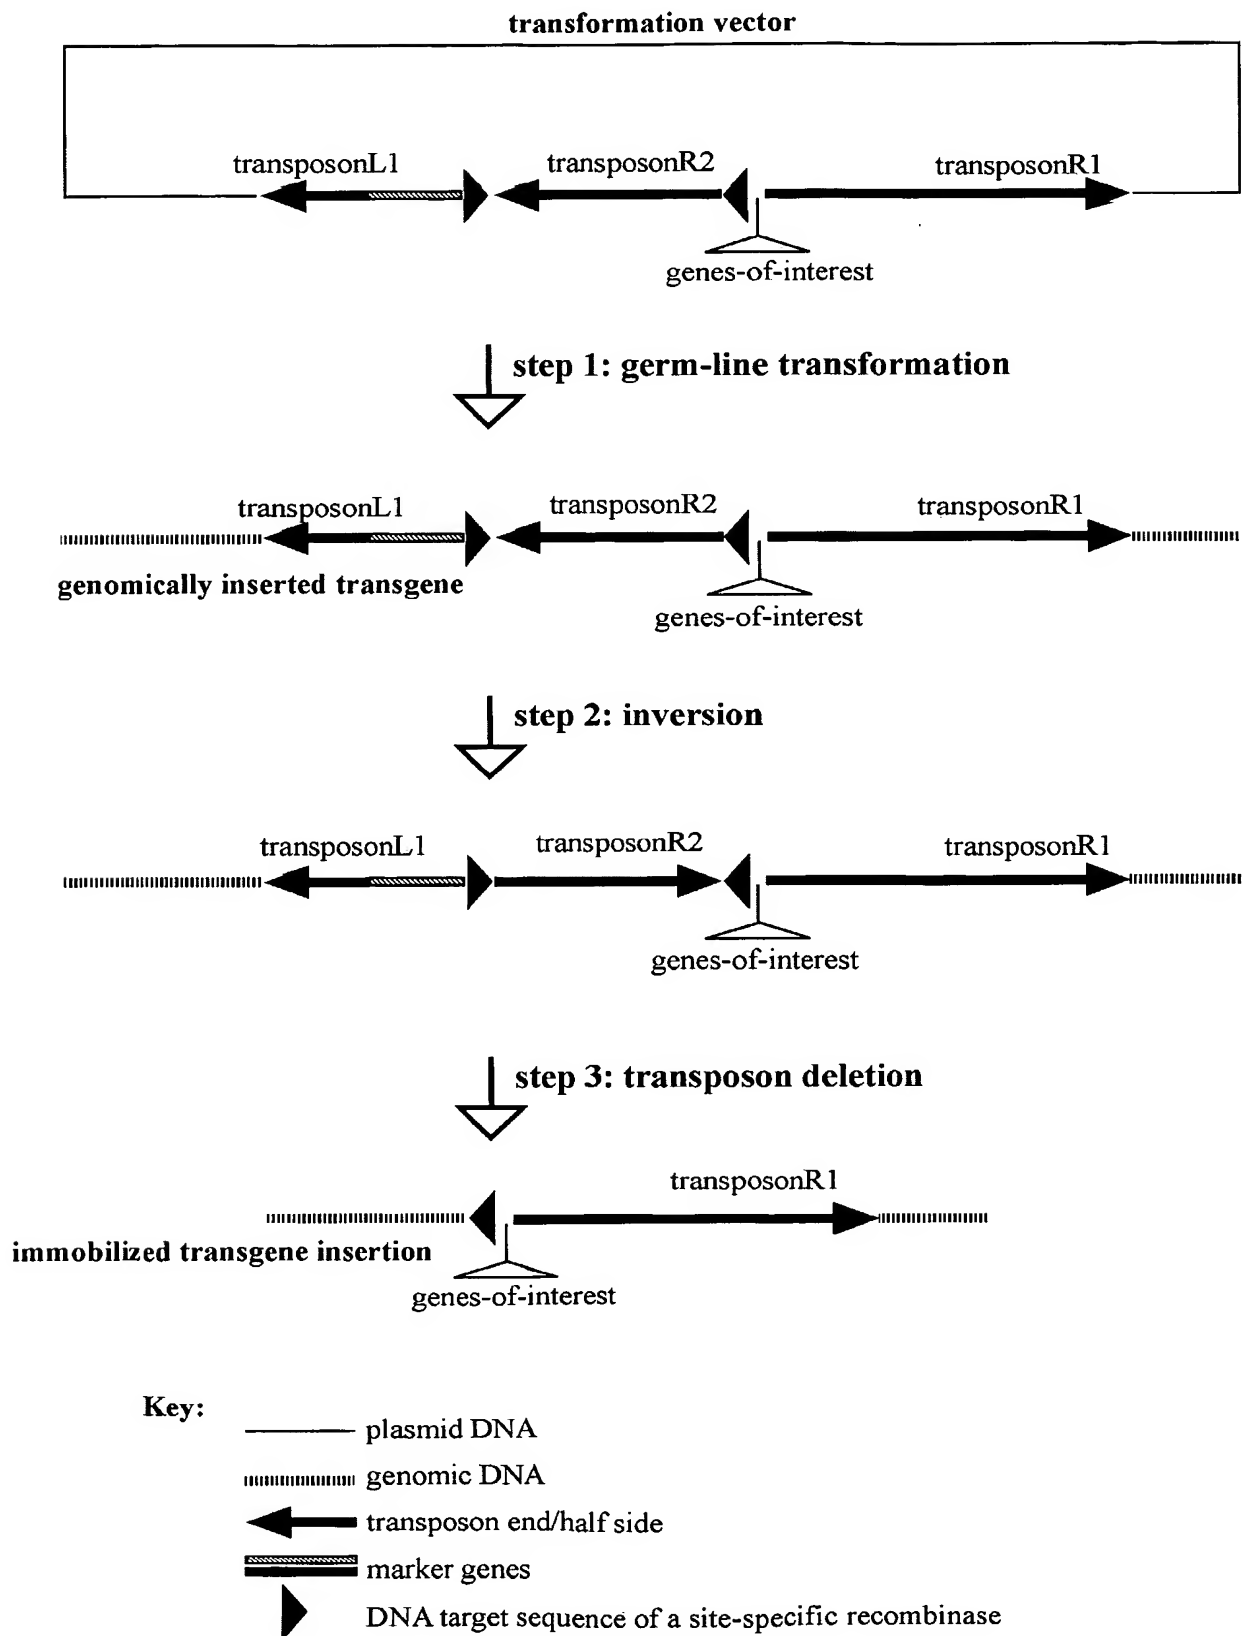 transformation vector
transposonL1
transposonR2
transposonR1
genes-of-interest
step 1: germ-line transformation
transposonL1
transposonR2
transposonR1
genomically inserted transgene
genes-of-interest
step 2: inversion
transposonL1
transposonR2
transposonR1
genes-of-interest
step 3: transposon deletion
transposonR1
immobilized transgene insertion
genes-of-interest
Key:
plasmid DNA
genomic DNA
transposon end/half side
marker genes
DNA target sequence of a site-specific recombinase